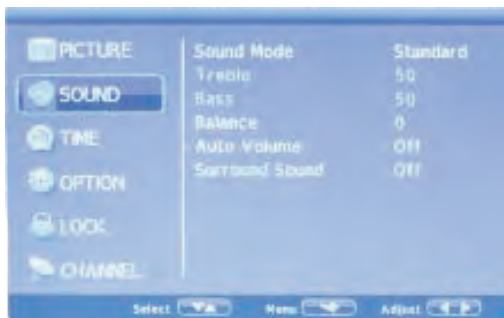 PICTURE
SOUND
TIME
OPTION
LOCK
CHANNEL
Sound Mode Standard
Treble 50
Bass 50
Balance 0
Auto Volume Off
Surround Sound Off
Select Menu Adjust